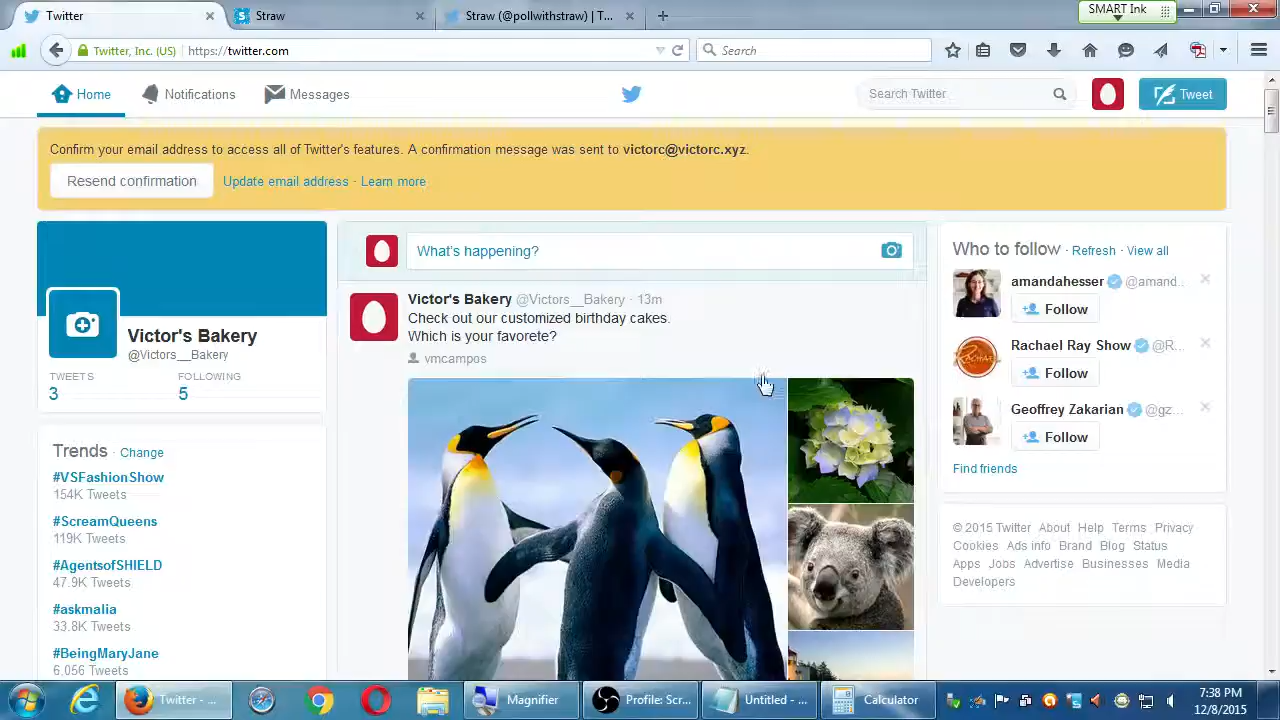 Twitter
Straw
Straw (@pollwithstraw) | T...
SMART Ink
Twitter, Inc. (US)
https://twitter.com
Search
Home
Notifications
Messages
Search Twitter
Tweet
Confirm your email address to access all of Twitter's features. A confirmation message was sent to victorc@victorc.xyz.
Resend confirmation
Update email address · Learn more
Victor's Bakery
@Victors__Bakery
TWEETS
FOLLOWING
3
5
Trends · Change
#VSFashionShow
154K Tweets
#ScreamQueens
119K Tweets
#AgentsofSHIELD
47.9K Tweets
#askmalia
33.8K Tweets
#BeingMaryJane
6,056 Tweets
What's happening?
Victor's Bakery @Victors__Bakery · 13m
Check out our customized birthday cakes.
Which is your favorete?
vmcampos
Who to follow · Refresh · View all
amandahesser @amand...
Follow
Rachael Ray Show @R...
Follow
Geoffrey Zakarian @gz...
Follow
Find friends
© 2015 Twitter About Help Terms Privacy
Cookies Ads info Brand Blog Status
Apps Jobs Advertise Businesses Media
Developers
Twitter - ...
Magnifier
Profile: Scr...
Untitled - ...
Calculator
7:38 PM
12/8/2015